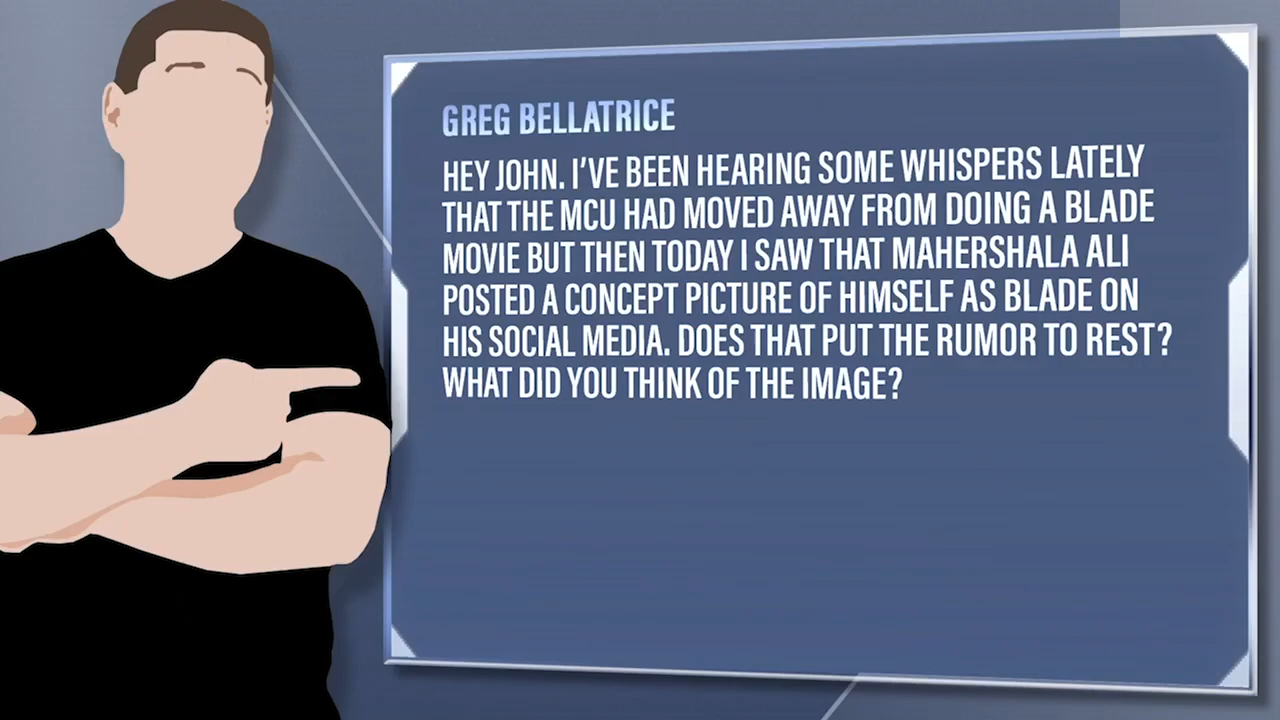 GREG BELLATRICE
HEY JOHN. I'VE BEEN HEARING SOME WHISPERS LATELY
THAT THE MCU HAD MOVED AWAY FROM DOING A BLADE
MOVIE BUT THEN TODAY I SAW THAT MAHERSHALA ALI
POSTED A CONCEPT PICTURE OF HIMSELF AS BLADE ON
HIS SOCIAL MEDIA. DOES THAT PUT THE RUMOR TO REST?
WHAT DID YOU THINK OF THE IMAGE?